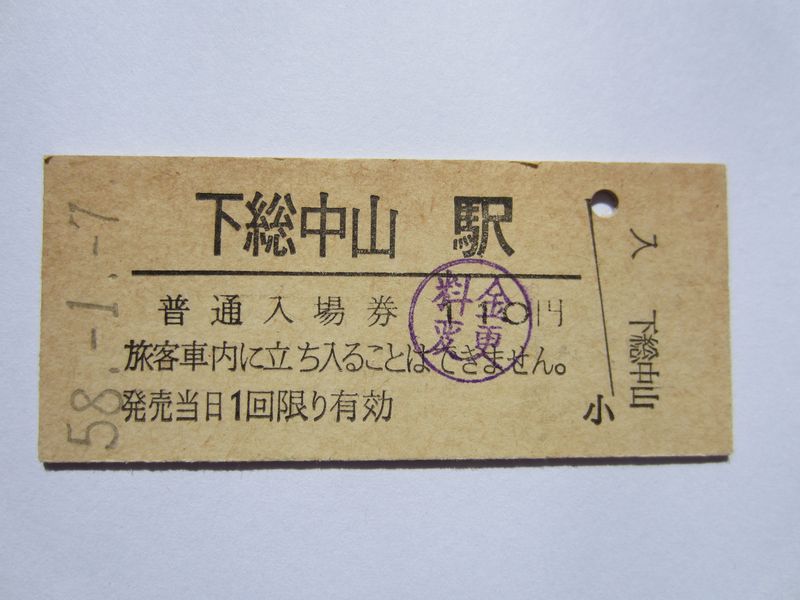 58.-1.-7
下総中山 駅
普通入場券 110円
旅客車内に立ち入ることはできません。
発売当日1回限り有効
料金
変更
小
入 下総中山